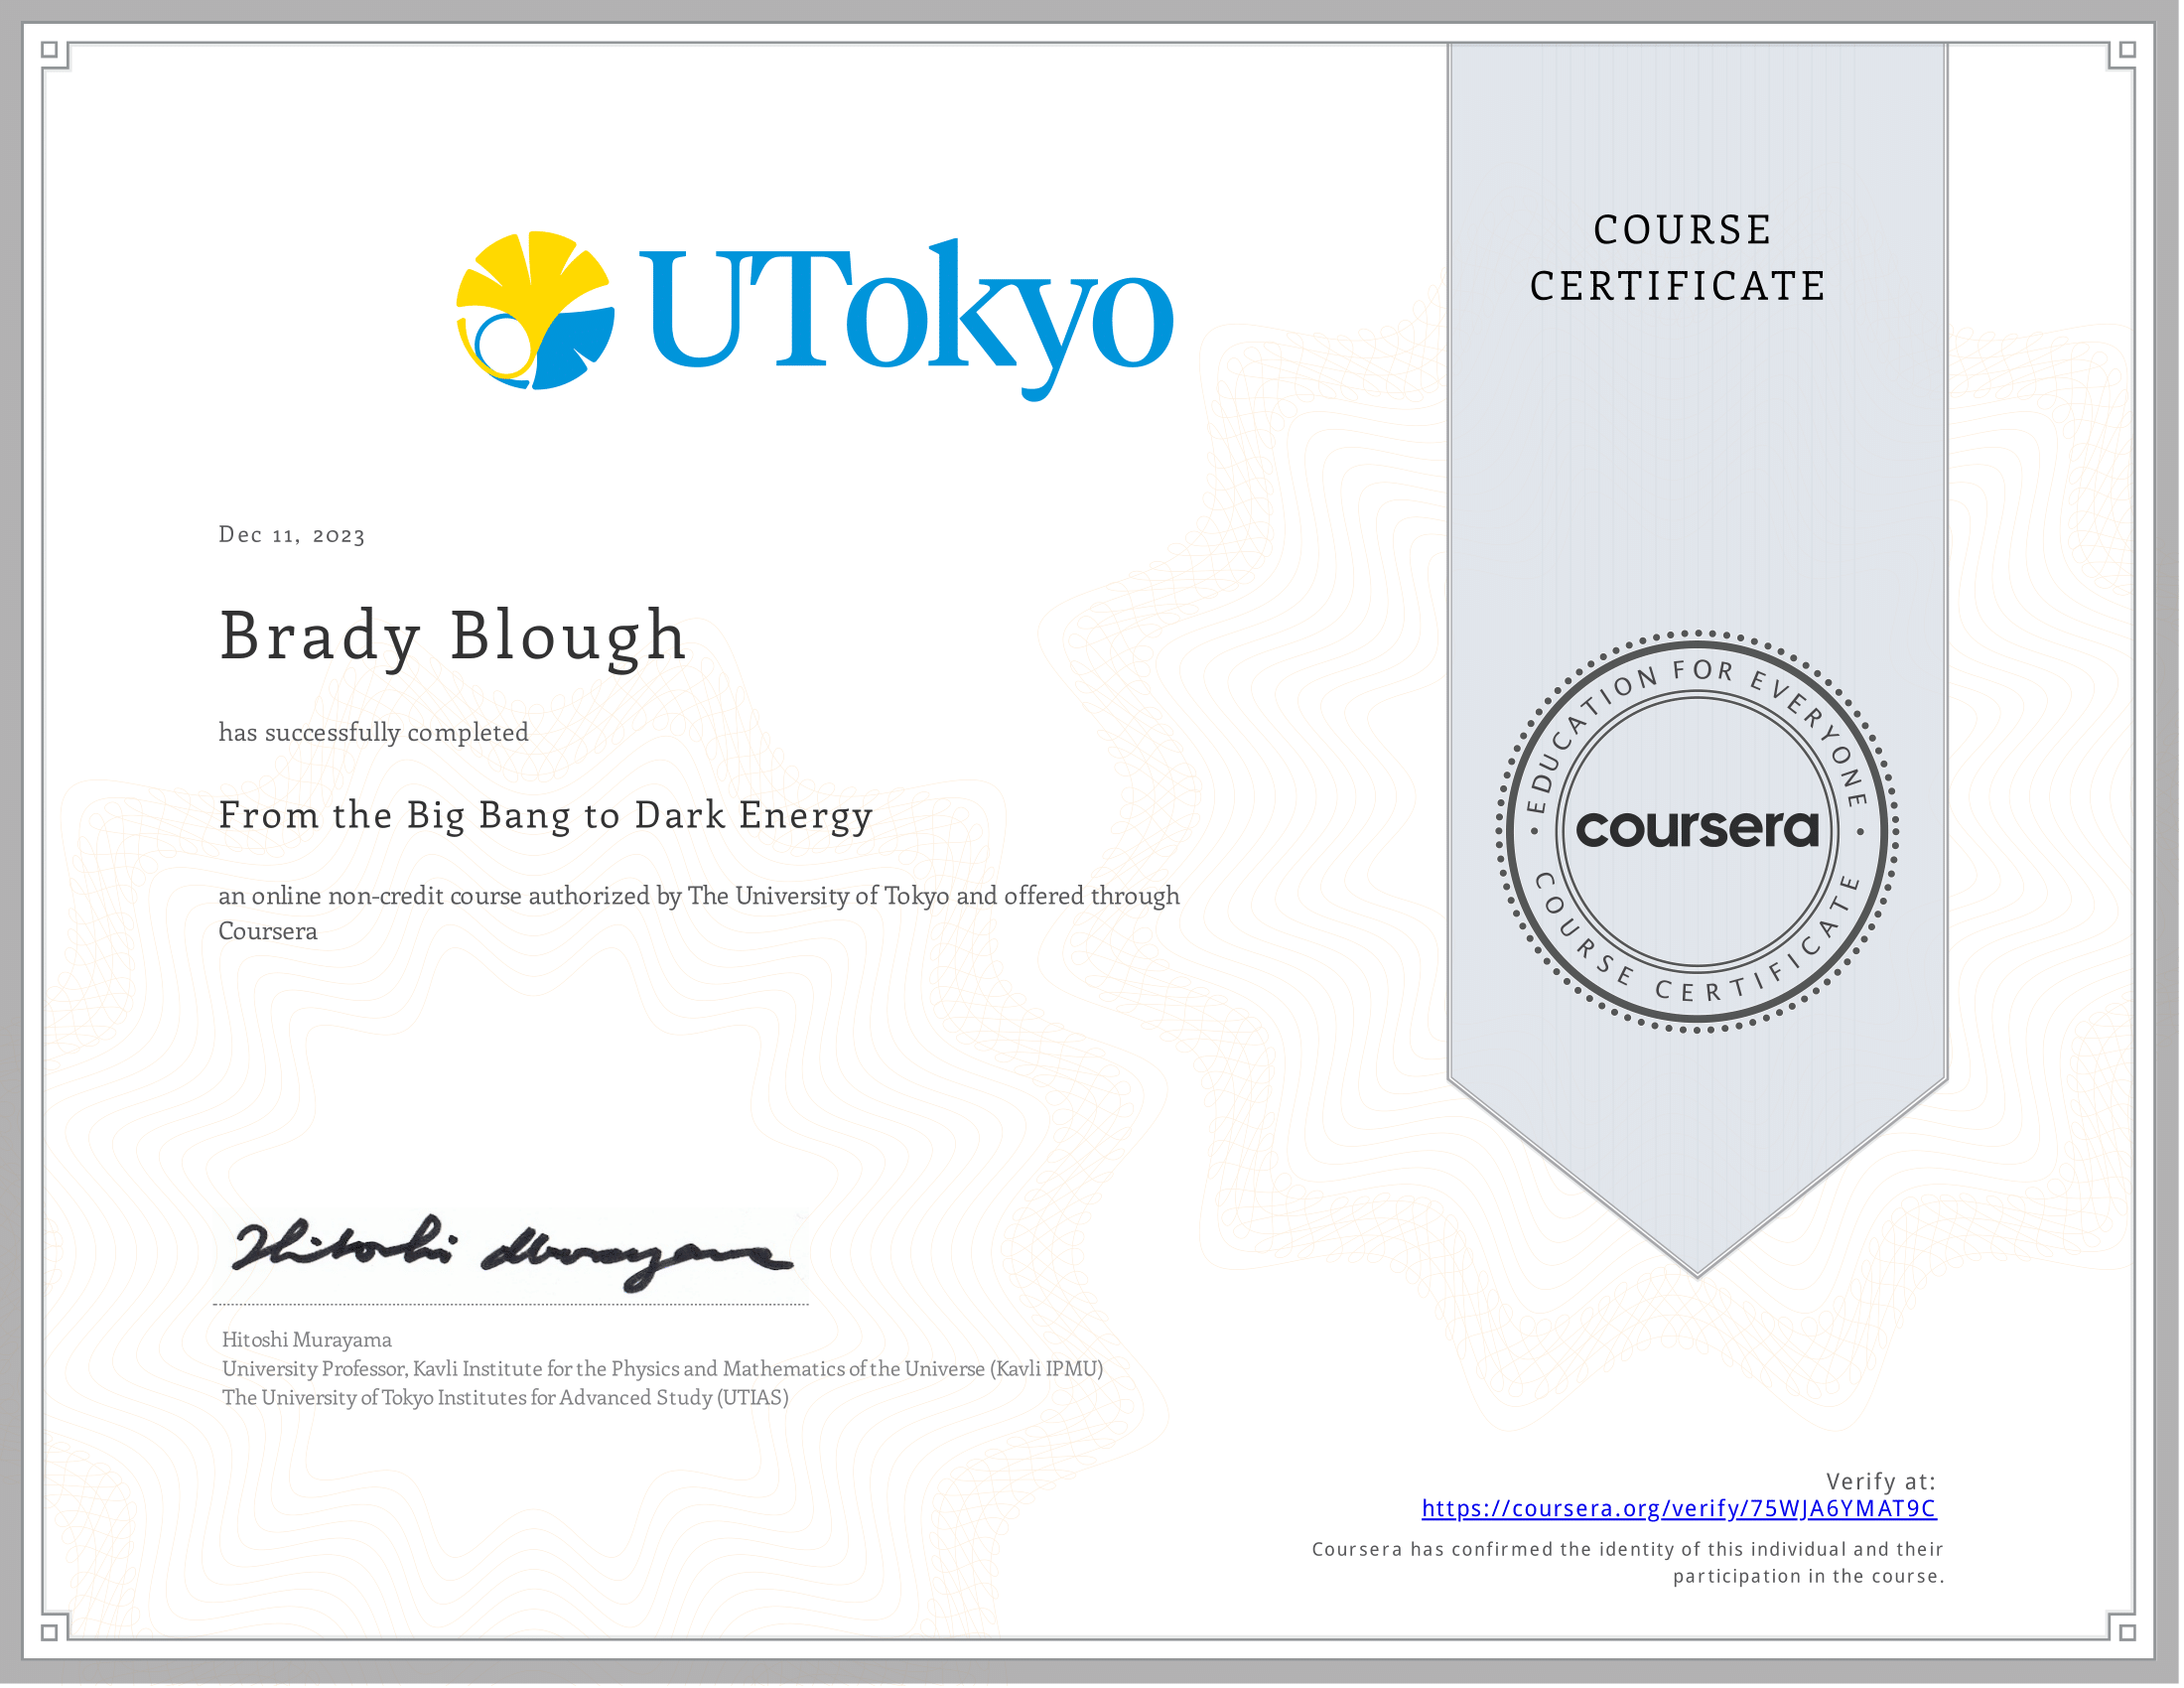 UTokyo
COURSE
CERTIFICATE
Dec 11, 2023
Brady Blough
has successfully completed
From the Big Bang to Dark Energy
an online non-credit course authorized by The University of Tokyo and offered through
Coursera
EDUCATION FOR EVERYONE
coursera
COURSE CERTIFICATE
Hitoshi Murayama
Hitoshi Murayama
University Professor, Kavli Institute for the Physics and Mathematics of the Universe (Kavli IPMU)
The University of Tokyo Institutes for Advanced Study (UTIAS)
Verify at:
https://coursera.org/verify/75WJA6YMAT9C
Coursera has confirmed the identity of this individual and their
participation in the course.